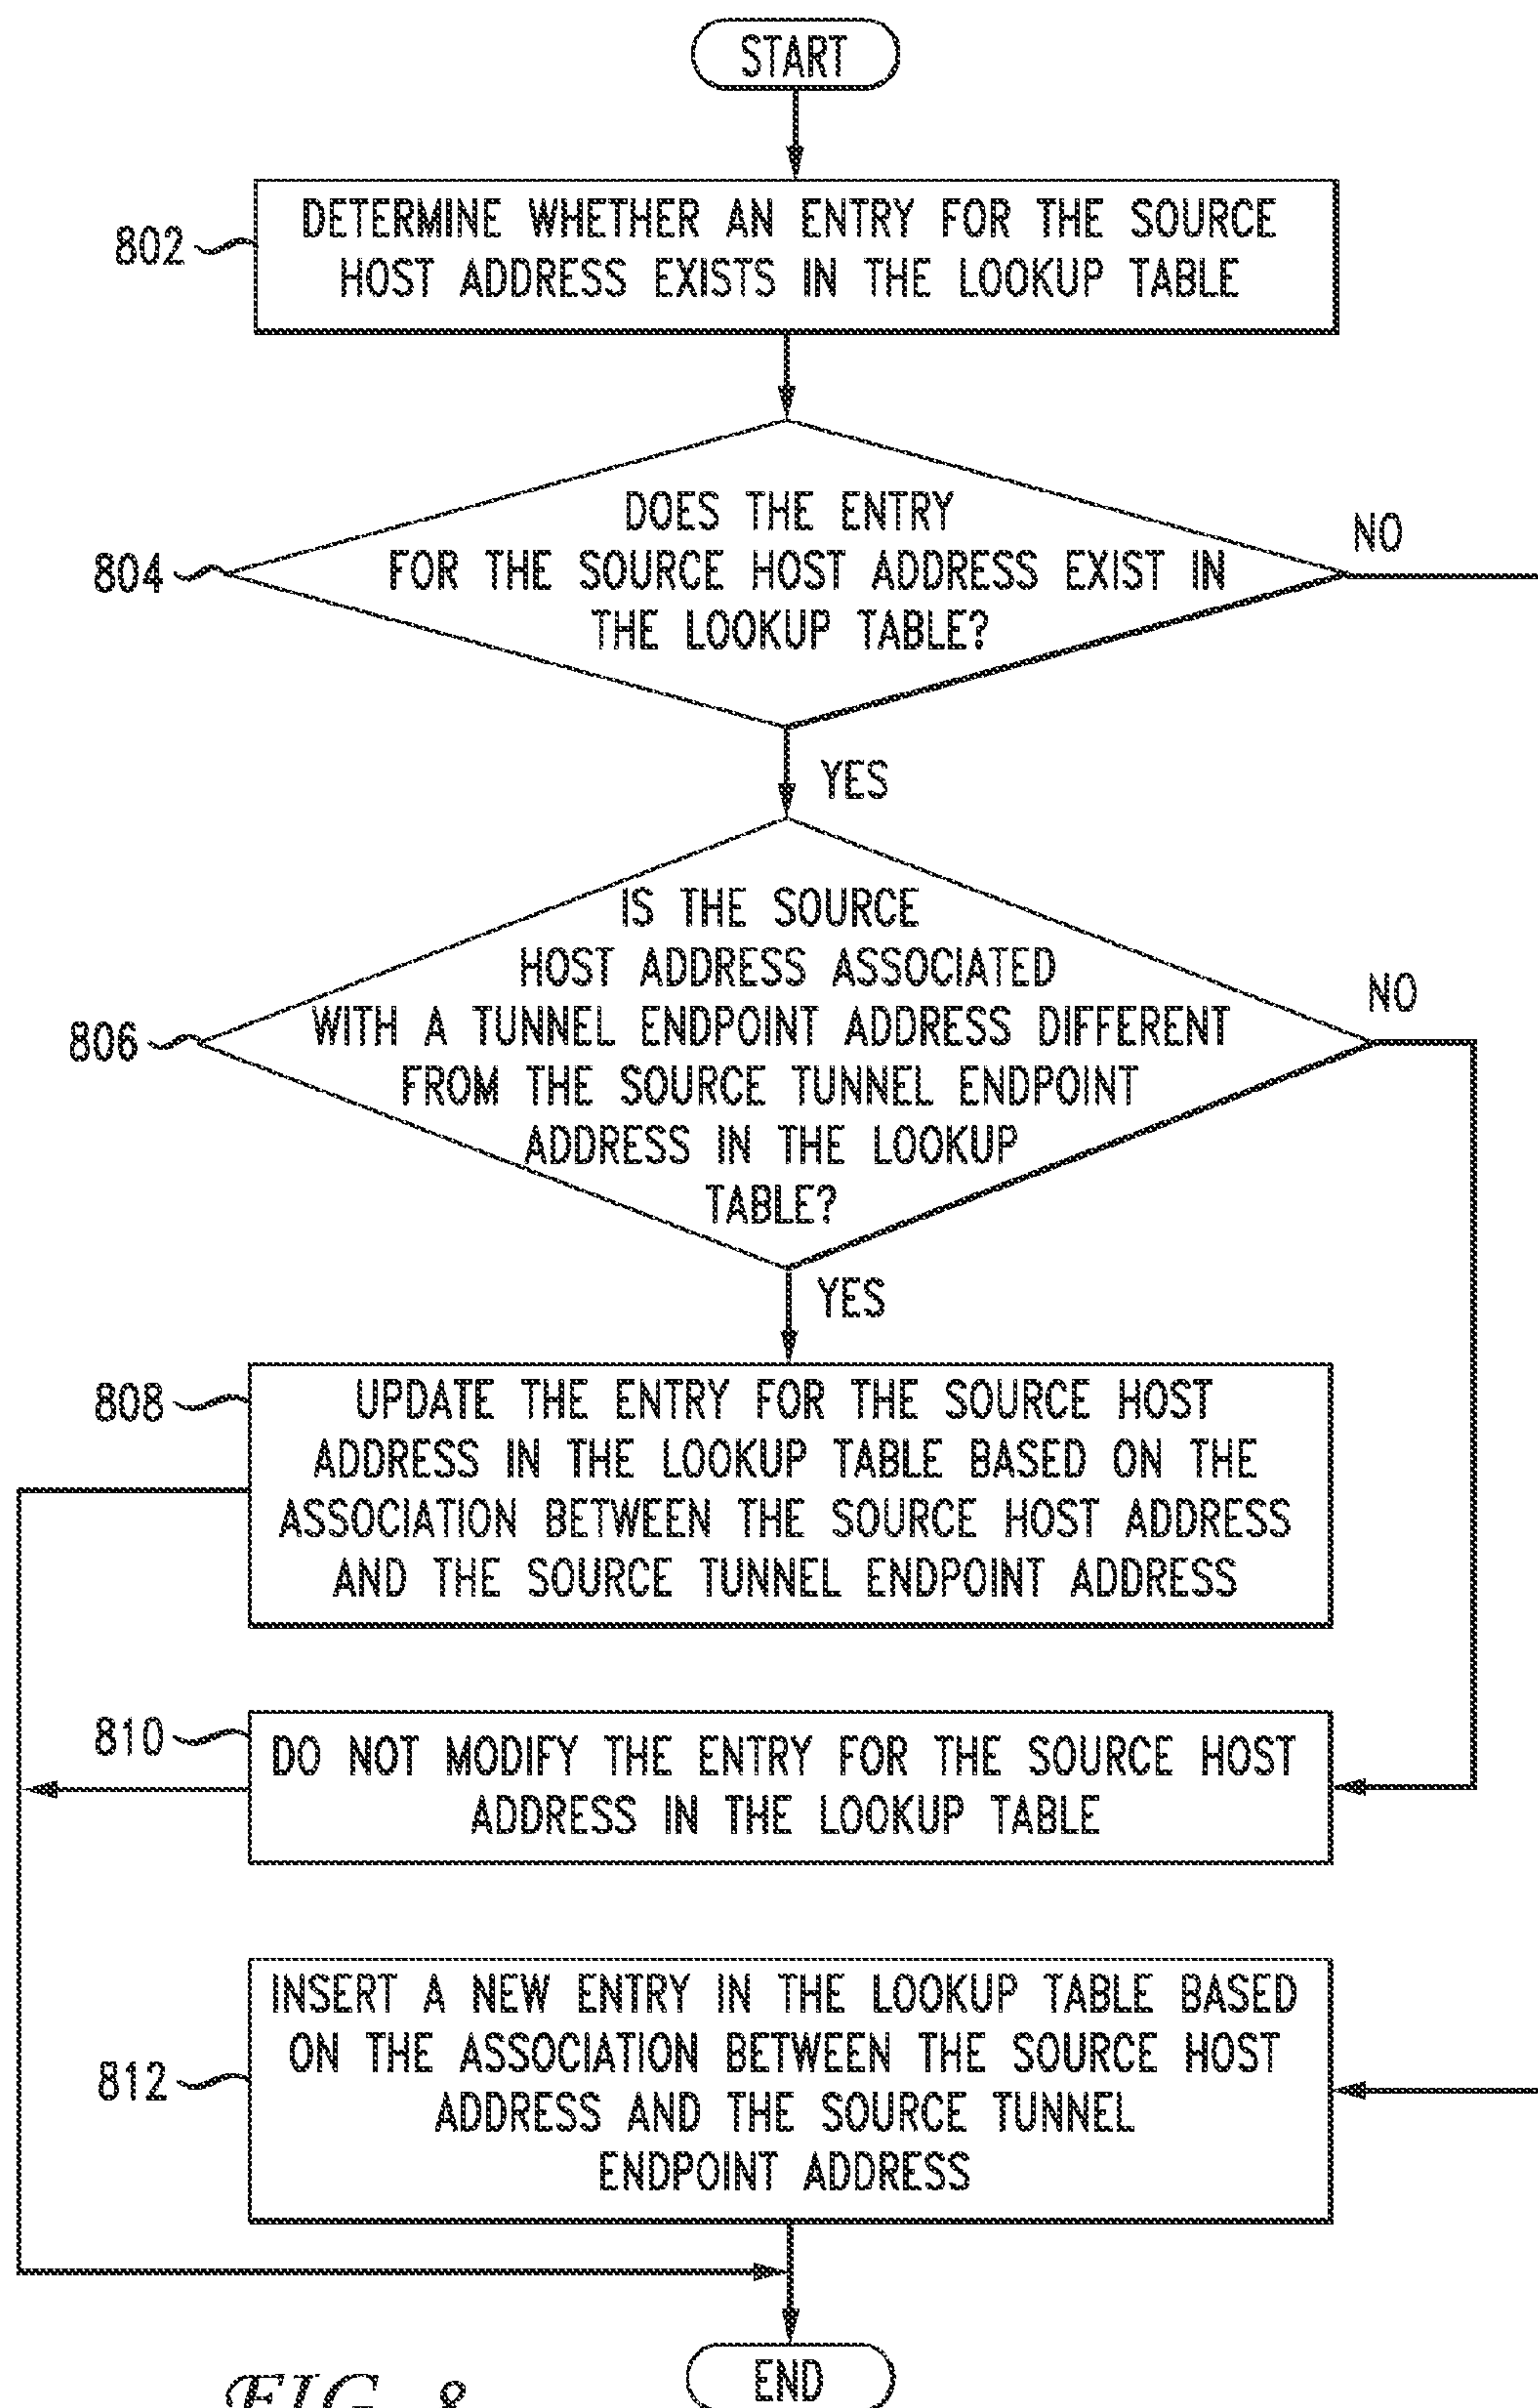 START
802
DETERMINE WHETHER AN ENTRY FOR THE SOURCE
HOST ADDRESS EXISTS IN THE LOOKUP TABLE
804
DOES THE ENTRY
FOR THE SOURCE HOST ADDRESS EXIST IN
THE LOOKUP TABLE?
NO
YES
806
IS THE SOURCE
HOST ADDRESS ASSOCIATED
WITH A TUNNEL ENDPOINT ADDRESS DIFFERENT
FROM THE SOURCE TUNNEL ENDPOINT
ADDRESS IN THE LOOKUP
TABLE?
NO
YES
808
UPDATE THE ENTRY FOR THE SOURCE HOST
ADDRESS IN THE LOOKUP TABLE BASED ON THE
ASSOCIATION BETWEEN THE SOURCE HOST ADDRESS
AND THE SOURCE TUNNEL ENDPOINT ADDRESS
810
DO NOT MODIFY THE ENTRY FOR THE SOURCE HOST
ADDRESS IN THE LOOKUP TABLE
812
INSERT A NEW ENTRY IN THE LOOKUP TABLE BASED
ON THE ASSOCIATION BETWEEN THE SOURCE HOST
ADDRESS AND THE SOURCE TUNNEL
ENDPOINT ADDRESS
END
FIG. 8